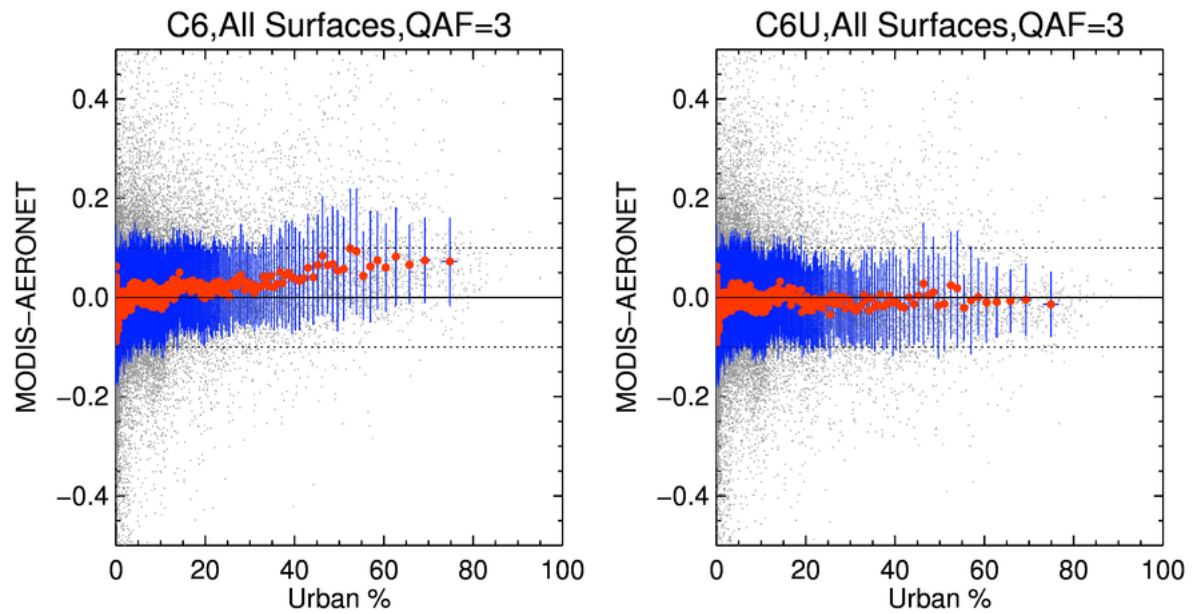 C6,All Surfaces,QAF=3
MODIS-AERONET
0.4
0.2
0.0
−0.2
−0.4
0 20 40 60 80 100
Urban %
C6U,All Surfaces,QAF=3
MODIS-AERONET
0.4
0.2
0.0
−0.2
−0.4
0 20 40 60 80 100
Urban %